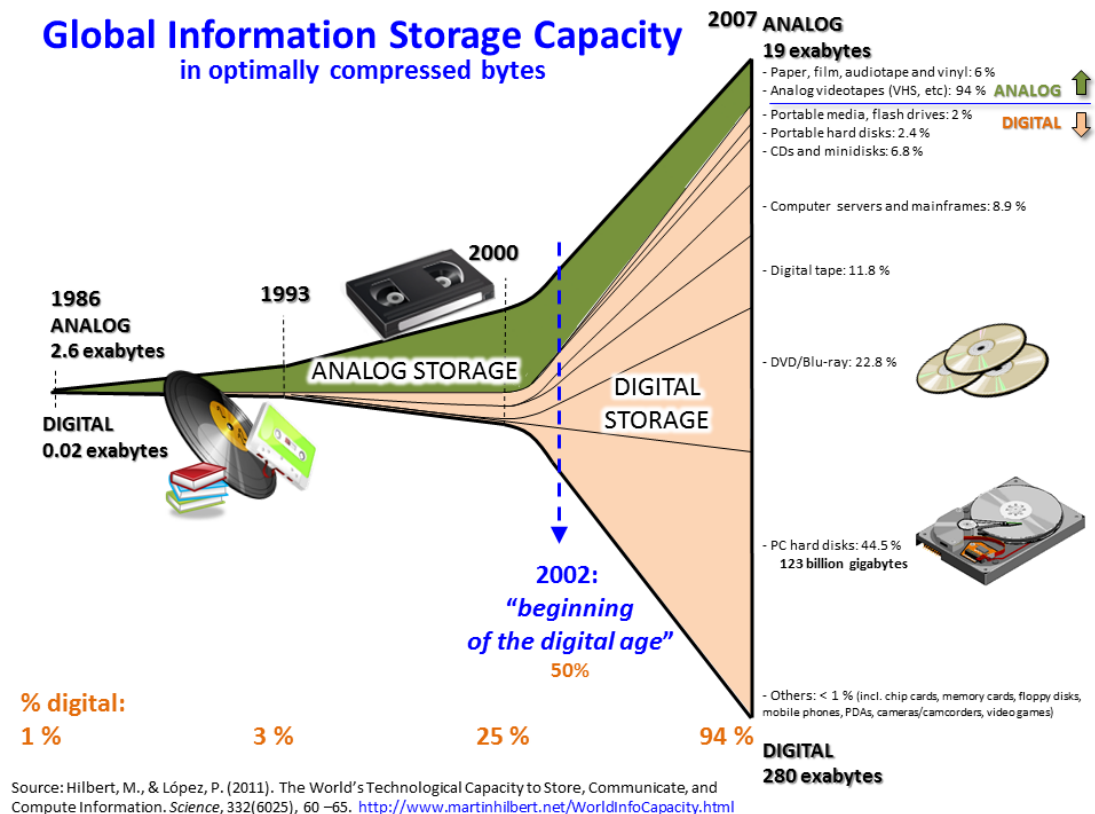 Global Information Storage Capacity
in optimally compressed bytes
2007 ANALOG
19 exabytes
- Paper, film, audiotape and vinyl: 6 %
- Analog videotapes (VHS, etc): 94 %
ANALOG
DIGITAL
- Portable media, flash drives: 2 %
- Portable hard disks: 2.4 %
- CDs and minidisks: 6.8 %
- Computer servers and mainframes: 8.9 %
- Digital tape: 11.8 %
- DVD/Blu-ray: 22.8 %
- PC hard disks: 44.5 %
123 billion gigabytes
- Others: < 1 % (incl. chip cards, memory cards, floppy disks,
mobile phones, PDAs, cameras/camcorders, video games)
DIGITAL
280 exabytes
2000
1993
1986
ANALOG
2.6 exabytes
DIGITAL
0.02 exabytes
ANALOG STORAGE
DIGITAL
STORAGE
2002:
“beginning
of the digital age”
50%
% digital:
1 %
3 %
25 %
94 %
Source: Hilbert, M., & López, P. (2011). The World’s Technological Capacity to Store, Communicate, and
Compute Information. Science, 332(6025), 60 –65. http://www.martinhilbert.net/WorldInfoCapacity.html